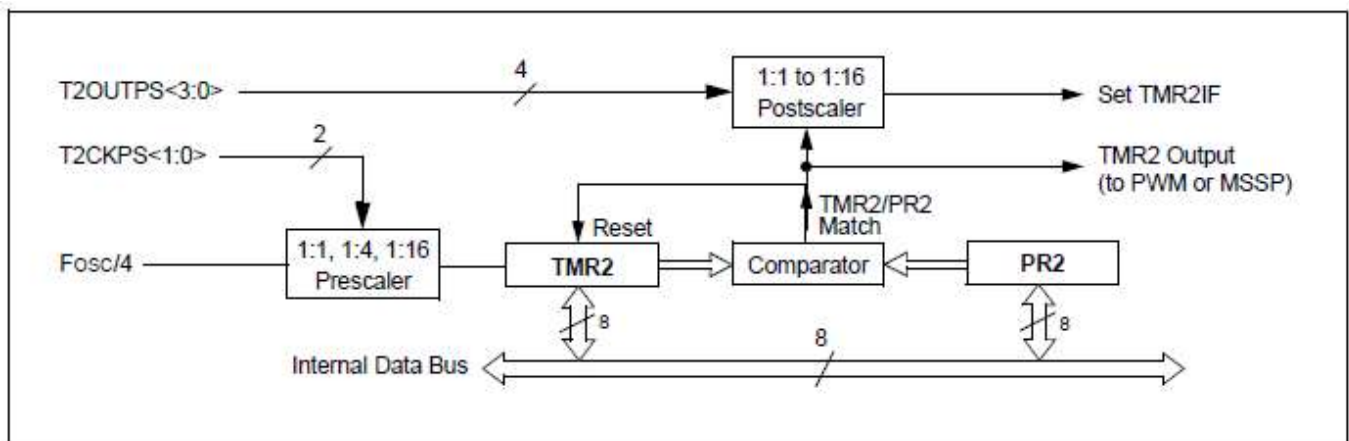 4
T2OUTPS<3:0>
1:1 to 1:16
Postscaler
Set TMR2IF
2
T2CKPS<1:0>
TMR2 Output
(to PWM or MSSP)
TMR2/PR2
Match
Reset
Fosc/4
1:1, 1:4, 1:16
Prescaler
TMR2
Comparator
PR2
8
8
8
Internal Data Bus